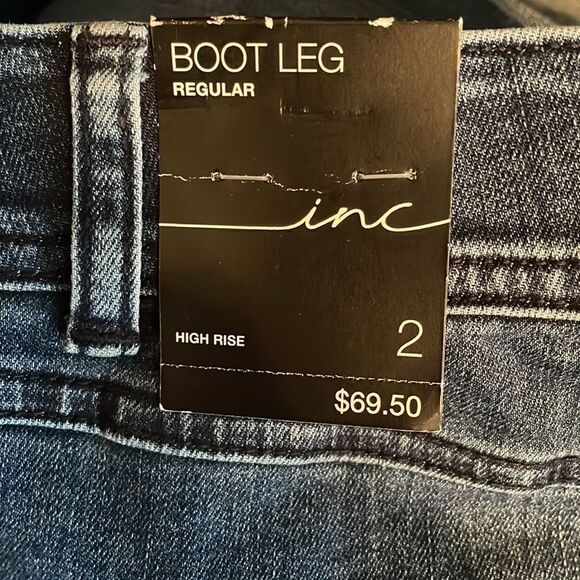 BOOT LEG
REGULAR
inc
HIGH RISE
2
$69.50